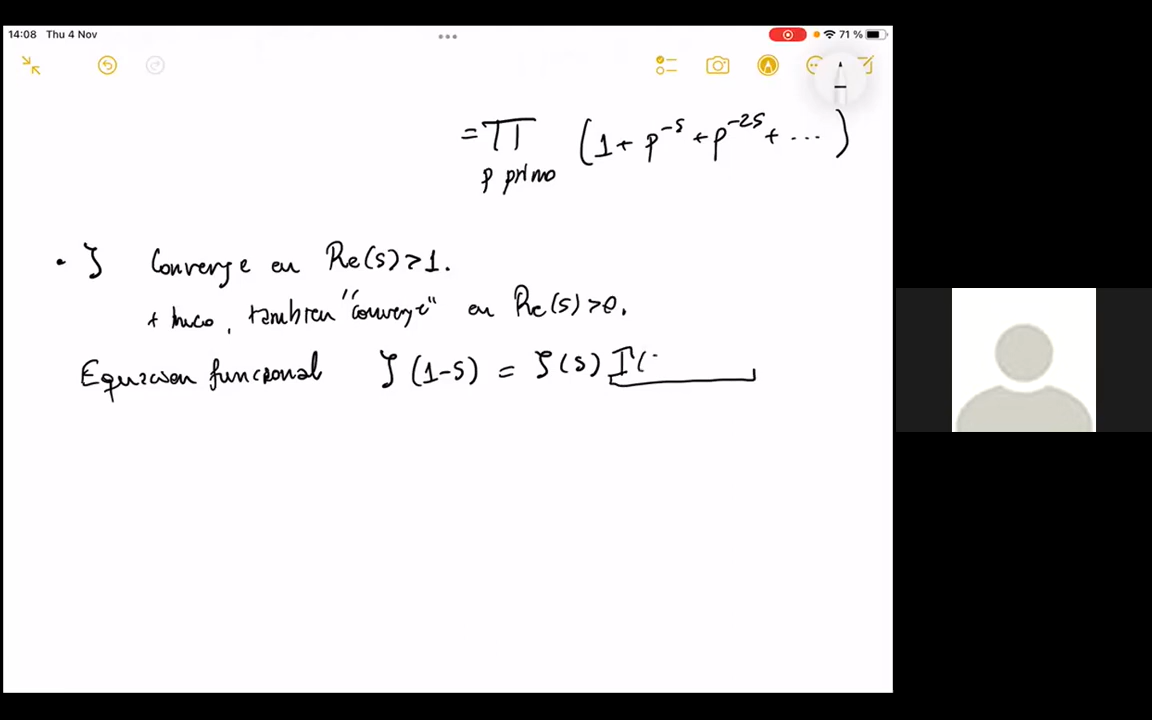 14:08 Thu 4 Nov
71 %
= ∏ (1 + p^{-s} + p^{-2s} + ... )
p primo
• ζ Converge en Re(s)>1.
+ truco, también "converge" en Re(s)>0.
Equación funcional ζ(1-s) = ζ(s) Γ(